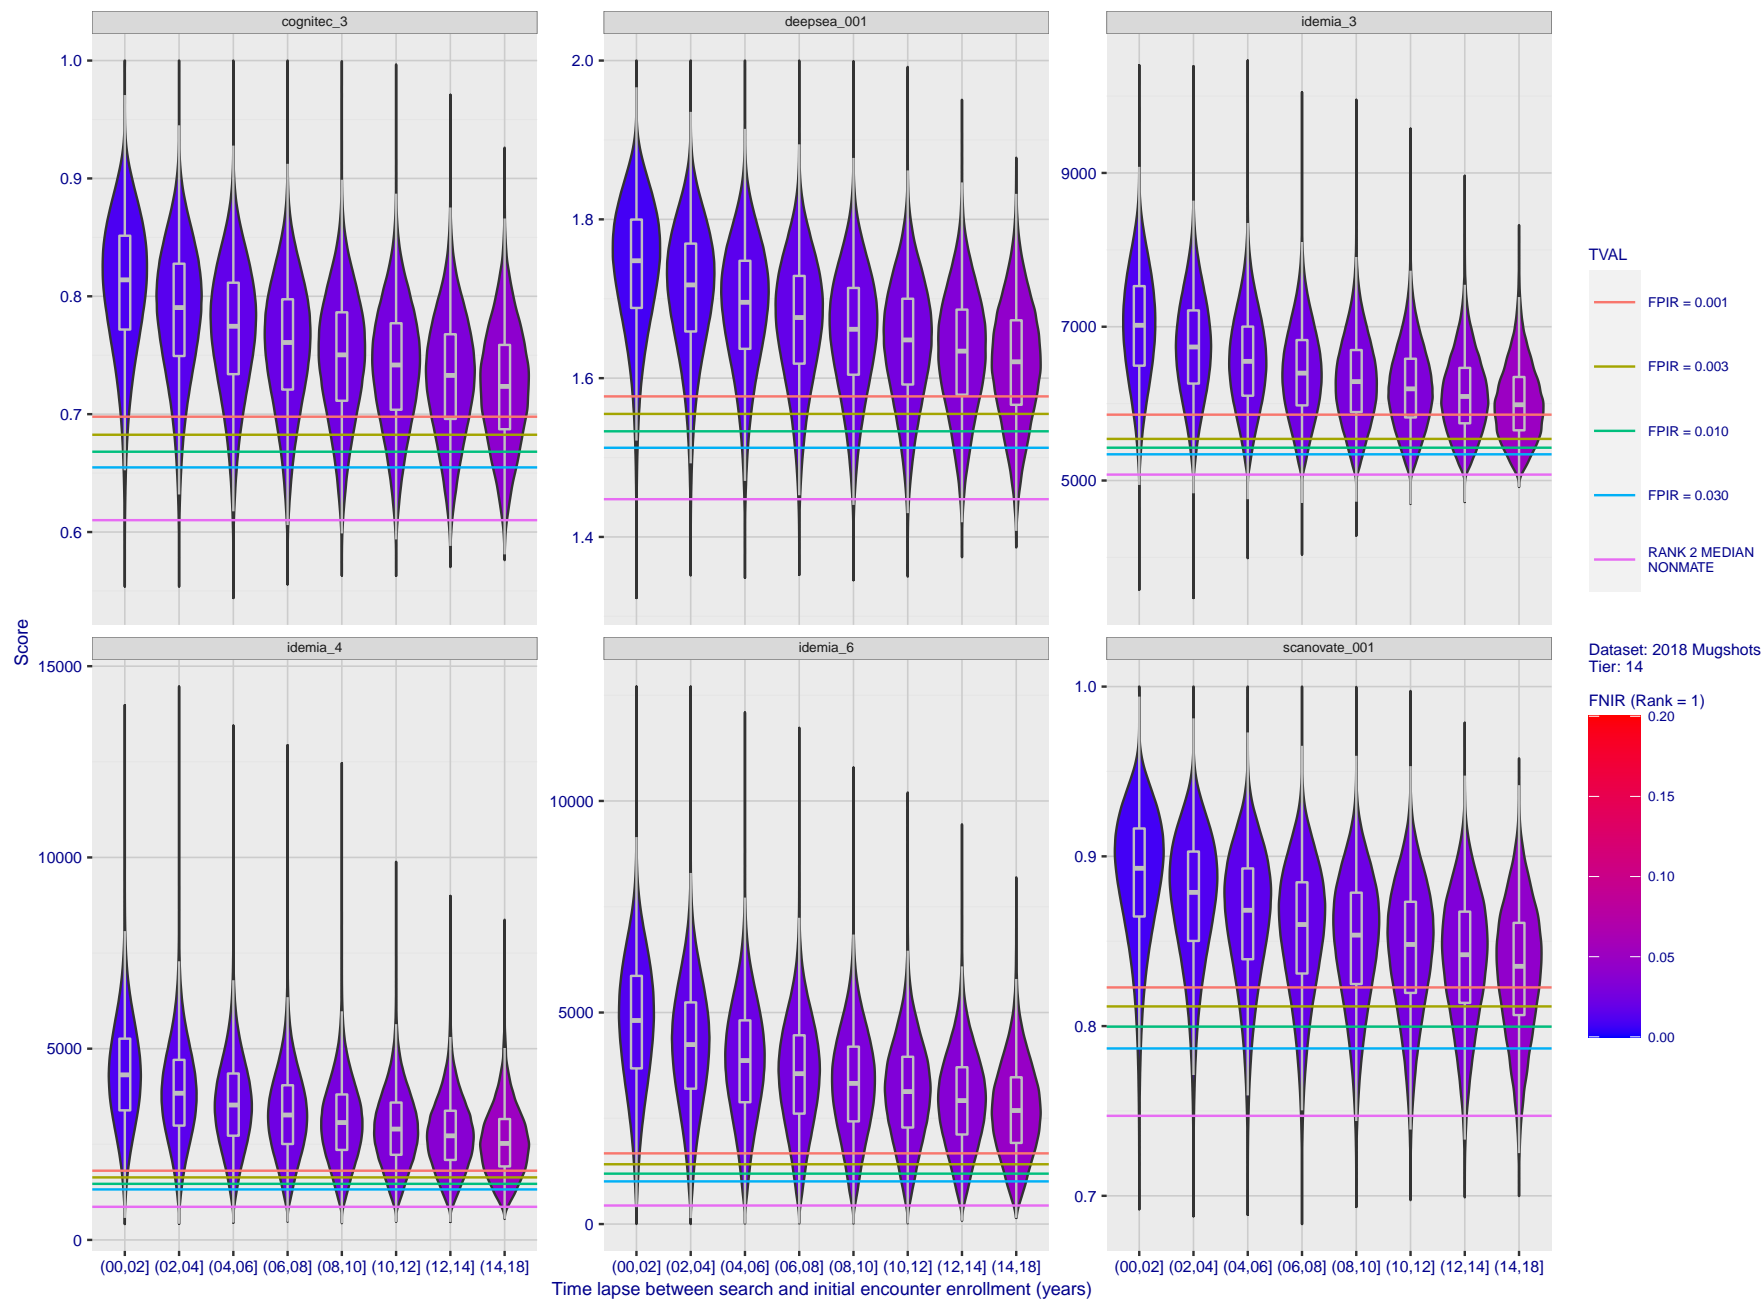 cognitec_3
deepsea_001
idemia_3
1.0
0.9
0.8
0.7
0.6
2.0
1.8
1.6
1.4
9000
7000
5000
TVAL
FPIR = 0.001
FPIR = 0.003
FPIR = 0.010
FPIR = 0.030
RANK 2 MEDIAN
NONMATE
Score
idemia_4
idemia_6
scanovate_001
15000
10000
5000
0
10000
5000
0
1.0
0.9
0.8
0.7
Dataset: 2018 Mugshots
Tier: 14
FNIR (Rank = 1)
0.20
0.15
0.10
0.05
0.00
(00,02] (02,04] (04,06] (06,08] (08,10] (10,12] (12,14] (14,18]
(00,02] (02,04] (04,06] (06,08] (08,10] (10,12] (12,14] (14,18]
(00,02] (02,04] (04,06] (06,08] (08,10] (10,12] (12,14] (14,18]
Time lapse between search and initial encounter enrollment (years)